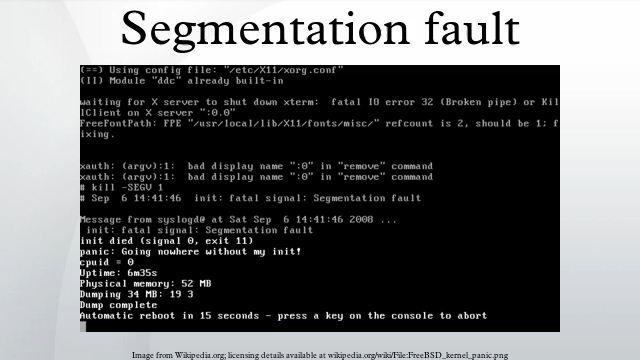 Segmentation fault
(==) Using config file: "/etc/X11/xorg.conf"
(II) Module "ddc" already built-in
waiting for X server to shut down xterm:  fatal IO error 32 (Broken pipe) or Kil
lClient on X server ":0.0"
FreeFontPath: FPE "/usr/local/lib/X11/fonts/misc/" refcount is 2, should be 1; f
ixing.
xauth: (argv):1:  bad display name ":0" in "remove" command
xauth: (argv):1:  bad display name ":0" in "remove" command
# kill -SEGV 1
# Sep  6 14:41:46  init: fatal signal: Segmentation fault
Message from syslogd@ at Sat Sep  6 14:41:46 2008 ...
init: fatal signal: Segmentation fault
init died (signal 0, exit 11)
panic: Going nowhere without my init!
cpuid = 0
Uptime: 6m35s
Physical memory: 52 MB
Dumping 34 MB: 19 3
Dump complete
Automatic reboot in 15 seconds - press a key on the console to abort
Image from Wikipedia.org; licensing details available at wikipedia.org/wiki/File:FreeBSD_kernel_panic.png